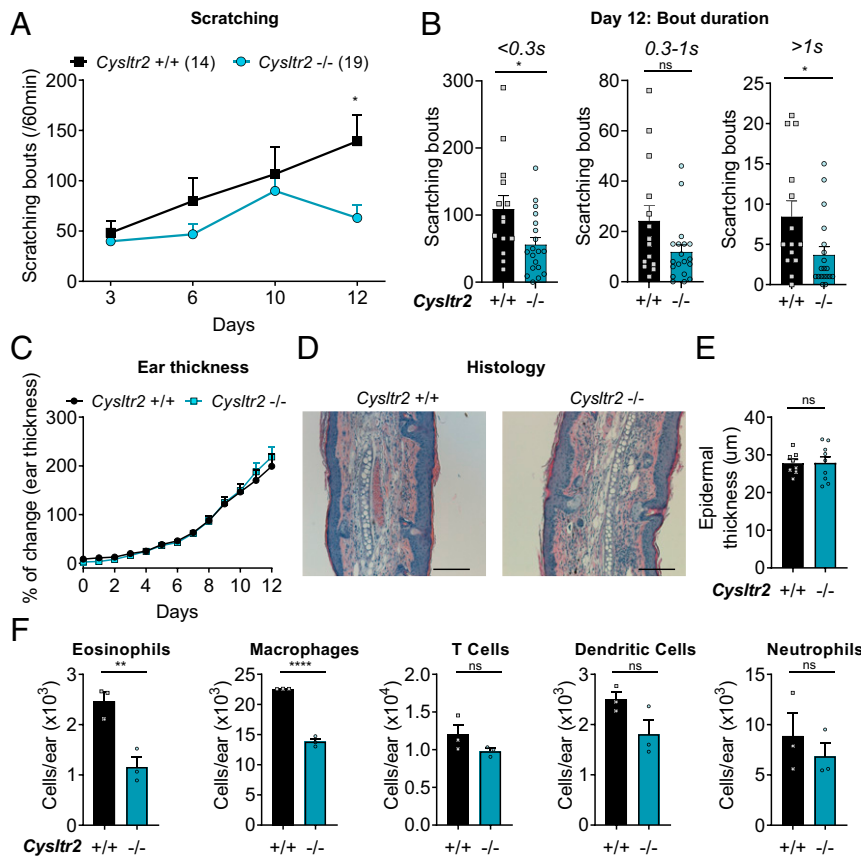 A
Scratching
Cysltr2 +/+ (14) Cysltr2 -/- (19)
Scratching bouts (/60min)
200
150
100
50
0
*
3 6 10 12
Days
B
Day 12: Bout duration
<0.3s
*
Scartching bouts
300
200
100
0
0.3-1s
ns
Scartching bouts
80
60
40
20
0
>1s
*
Scartching bouts
25
20
15
10
5
0
Cysltr2 +/+ -/- +/+ -/- +/+ -/-
C
Ear thickness
Cysltr2 +/+ Cysltr2 -/-
% of change (ear thickness)
300
200
100
0
0 2 4 6 8 10 12
Days
D
Histology
Cysltr2 +/+ Cysltr2 -/-
E
ns
Epidermal
thickness (um)
40
30
20
10
0
Cysltr2 +/+ -/-
F
Eosinophils
**
Cells/ear (x10³)
3
2
1
0
Macrophages
****
Cells/ear (x10³)
25
20
15
10
5
0
T Cells
ns
Cells/ear (x10⁴)
2.0
1.5
1.0
0.5
0
Dendritic Cells
ns
Cells/ear (x10³)
3
2
1
0
Neutrophils
ns
Cells/ear (x10³)
15
10
5
0
Cysltr2 +/+ -/- +/+ -/- +/+ -/- +/+ -/- +/+ -/-